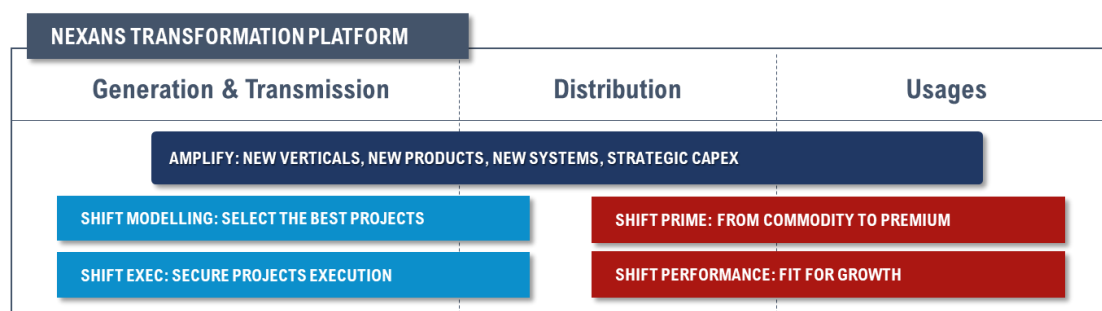 NEXANS TRANSFORMATION PLATFORM
Generation & Transmission
Distribution
Usages
AMPLIFY: NEW VERTICALS, NEW PRODUCTS, NEW SYSTEMS, STRATEGIC CAPEX
SHIFT MODELLING: SELECT THE BEST PROJECTS
SHIFT PRIME: FROM COMMODITY TO PREMIUM
SHIFT EXEC: SECURE PROJECTS EXECUTION
SHIFT PERFORMANCE: FIT FOR GROWTH